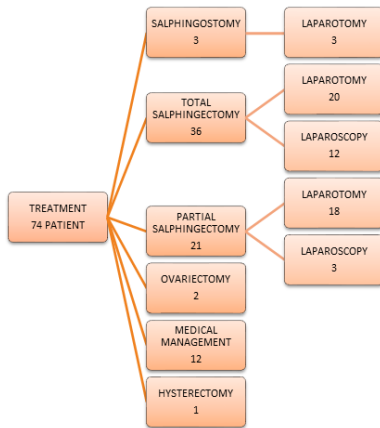 SALPHINGOSTOMY
3
LAPAROTOMY
3
TOTAL
SALPHINGECTOMY
36
LAPAROTOMY
20
LAPAROSCOPY
12
TREATMENT
74 PATIENT
PARTIAL
SALPHINGECTOMY
21
LAPAROTOMY
18
LAPAROSCOPY
3
OVARIECTOMY
2
MEDICAL
MANAGEMENT
12
HYSTERECTOMY
1